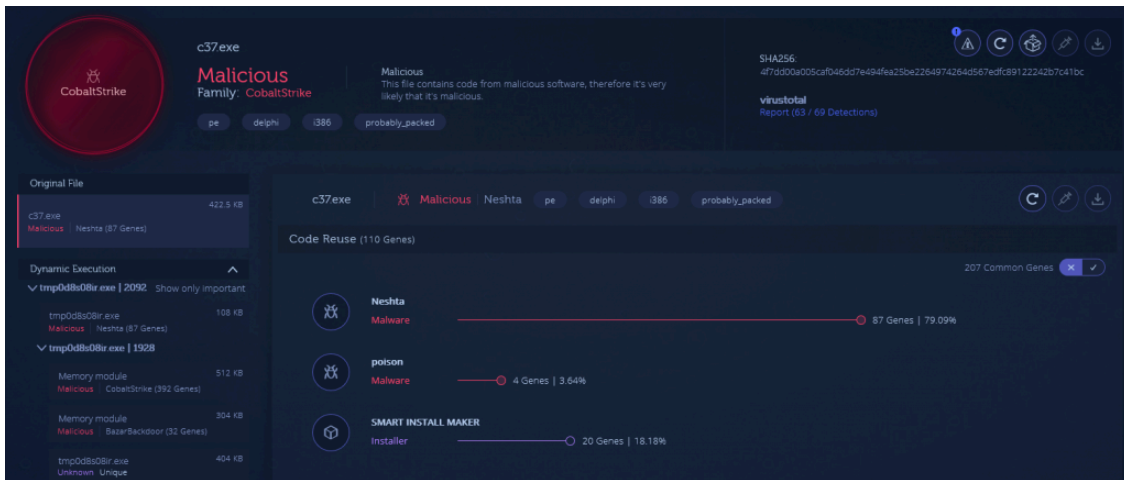 CobaltStrike
c37.exe
Malicious
Family: CobaltStrike
pe delphi i386 probably_packed
Malicious
This file contains code from malicious software, therefore it's very
likely that it's malicious.
SHA256:
4f7dd00a005caf046dd7e494fea25be2264974264d567edfc89122242b7c41bc
virustotal
Report (63 / 69 Detections)
Original File
422.5 KB
c37.exe
Malicious Neshta (87 Genes)
Dynamic Execution
tmp0d8s08ir.exe | 2092 Show only important
tmp0d8s08ir.exe 108 KB
Malicious Neshta (87 Genes)
tmp0d8s08ir.exe | 1928
Memory module 512 KB
Malicious CobaltStrike (392 Genes)
Memory module 304 KB
Malicious BazarBackdoor (32 Genes)
tmp0d8s08ir.exe 404 KB
Unknown Unique
c37.exe Malicious Neshta pe delphi i386 probably_packed
Code Reuse (110 Genes)
207 Common Genes
Neshta
Malware 87 Genes | 79.09%
poison
Malware 4 Genes | 3.64%
SMART INSTALL MAKER
Installer 20 Genes | 18.18%